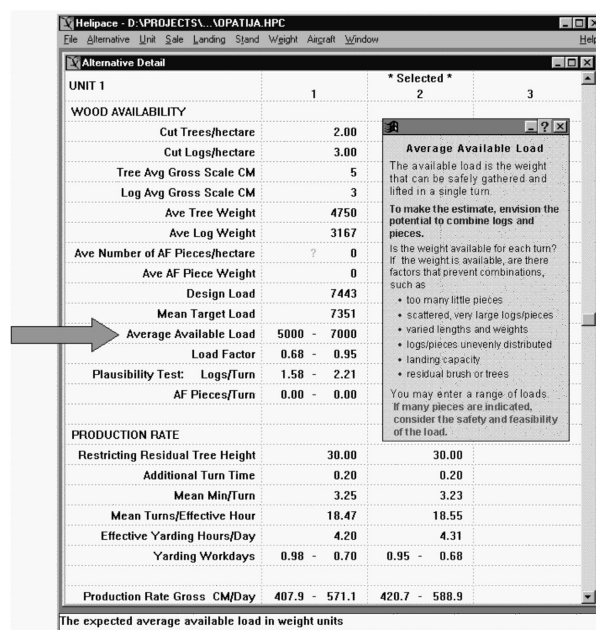 Helipace - D:\PROJECTS\...\OPATIJA.HPC
File Alternative Unit Sale Landing Stand Weight Aircraft Window Help
Alternative Detail
UNIT 1 1 * Selected * 2 3
WOOD AVAILABILITY
Cut Trees/hectare 2.00
Cut Logs/hectare 3.00
Tree Avg Gross Scale CM 5
Log Avg Gross Scale CM 3
Ave Tree Weight 4750
Ave Log Weight 3167
Ave Number of AF Pieces/hectare ? 0
Ave AF Piece Weight 0
Design Load 7443
Mean Target Load 7351
Average Available Load 5000 - 7000
Load Factor 0.68 - 0.95
Plausibility Test: Logs/Turn 1.58 - 2.21
AF Pieces/Turn 0.00 - 0.00
PRODUCTION RATE
Restricting Residual Tree Height 30.00 30.00
Additional Turn Time 0.20 0.20
Mean Min/Turn 3.25 3.23
Mean Turns/Effective Hour 18.47 18.55
Effective Yarding Hours/Day 4.20 4.31
Yarding Workdays 0.98 - 0.70 0.95 - 0.68
Production Rate Gross CM/Day 407.9 - 571.1 420.7 - 588.9
Average Available Load
The available load is the weight
that can be safely gathered and
lifted in a single turn.
To make the estimate, envision the
potential to combine logs and
pieces.
Is the weight available for each turn?
If the weight is available, are there
factors that prevent combinations,
such as
• too many little pieces
• scattered, very large logs/pieces
• varied lengths and weights
• logs/pieces unevenly distributed
• landing capacity
• residual brush or trees
You may enter a range of loads.
If many pieces are indicated,
consider the safety and feasibility
of the load.
The expected average available load in weight units